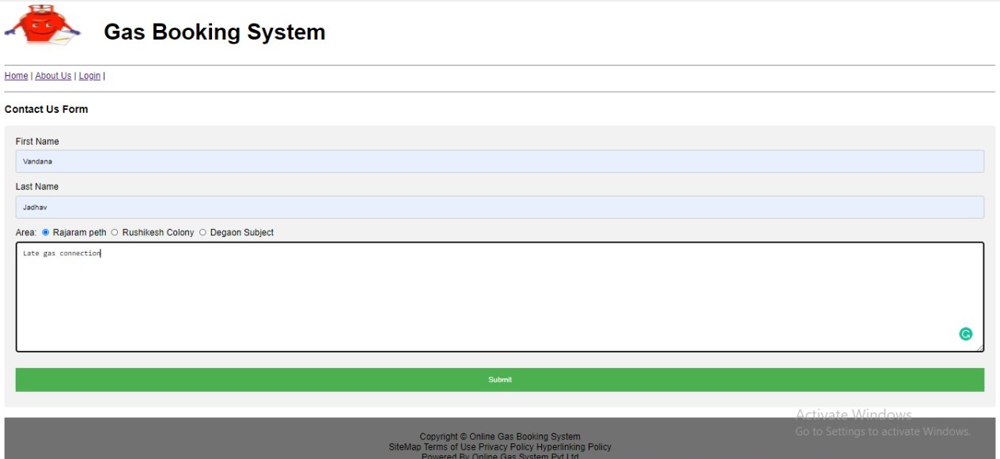 Gas Booking System
Home | About Us | Login |
Contact Us Form
First Name
Vandana
Last Name
Jadhav
Area: Rajaram peth Rushikesh Colony Degaon Subject
Late gas connection
Submit
Activate Windows
Go to Settings to activate Windows.
Copyright © Online Gas Booking System
SiteMap Terms of Use Privacy Policy Hyperlinking Policy
Powered By Online Gas System Pvt Ltd